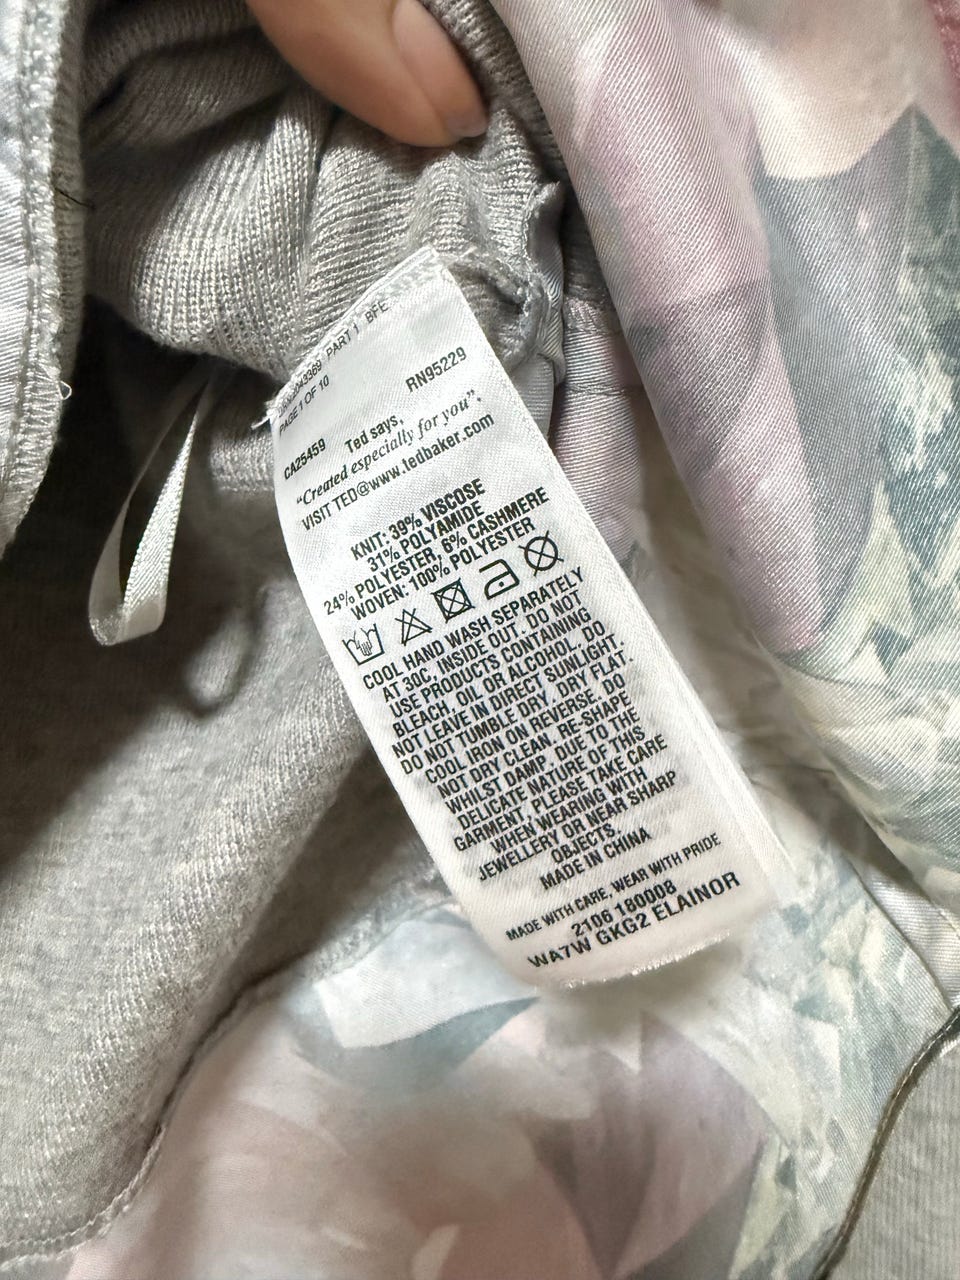 PART 1 BFE
PAGE 1 OF 10
CA25459 RN95229
Ted says,
“Created especially for you”.
VISIT TED@www.tedbaker.com
KNIT: 39% VISCOSE
31% POLYAMIDE
24% POLYESTER, 6% CASHMERE
WOVEN: 100% POLYESTER
COOL HAND WASH SEPARATELY
AT 30C, INSIDE OUT. DO NOT
USE PRODUCTS CONTAINING
BLEACH, OIL OR ALCOHOL. DO
NOT LEAVE IN DIRECT SUNLIGHT.
DO NOT TUMBLE DRY. DRY FLAT.
COOL IRON ON REVERSE. DO
NOT DRY CLEAN. RE-SHAPE
WHILST DAMP. DUE TO THE
DELICATE NATURE OF THIS
GARMENT, PLEASE TAKE CARE
WHEN WEARING WITH
JEWELLERY OR NEAR SHARP
OBJECTS.
MADE IN CHINA
MADE WITH CARE, WEAR WITH PRIDE
2106 180008
WA7W GKG2 ELAINOR